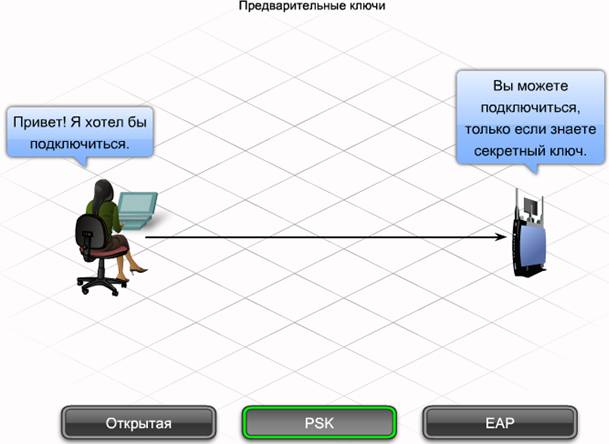 Предварительные ключи
Привет! Я хотел бы
подключиться.
Вы можете
подключиться,
только если знаете
секретный ключ.
Открытая
PSK
EAP